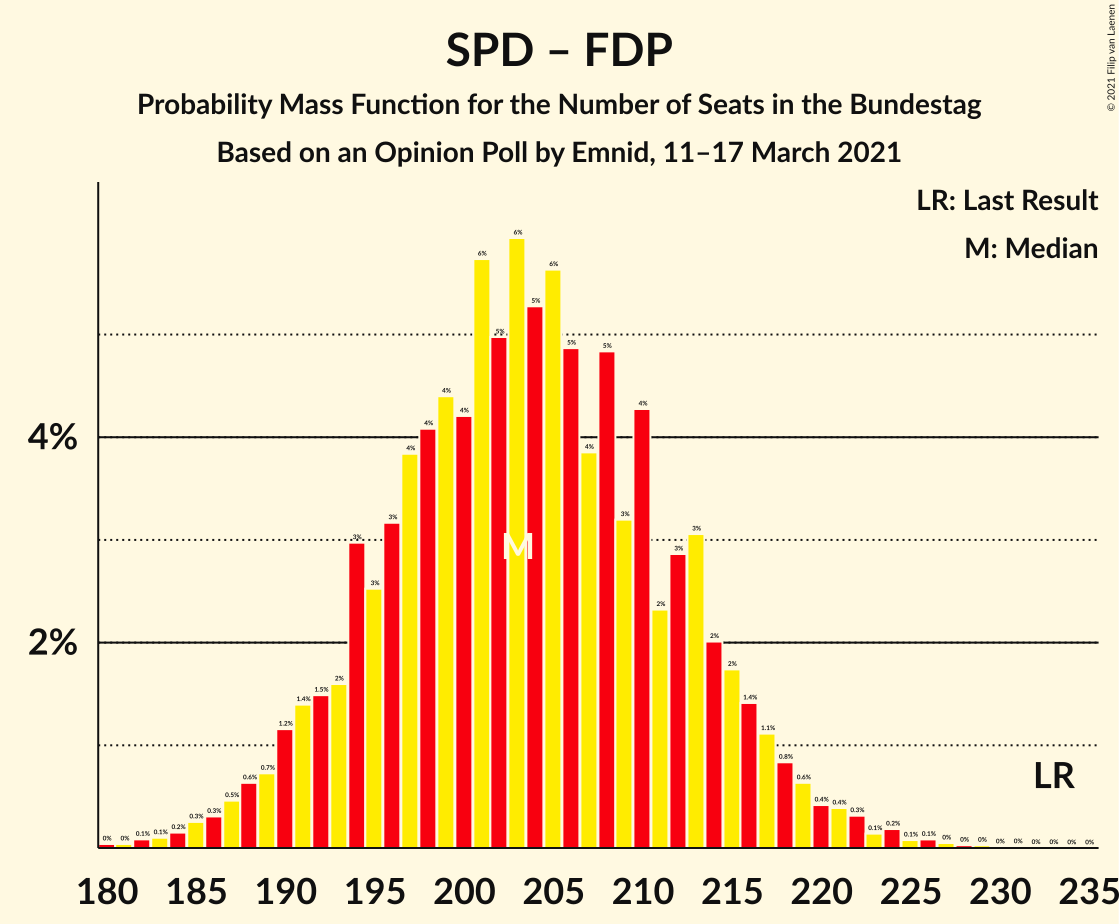 SPD – FDP
Probability Mass Function for the Number of Seats in the Bundestag
Based on an Opinion Poll by Emnid, 11–17 March 2021
© 2021 Filip van Laenen
LR: Last Result
M: Median
4%
2%
0% 0% 0.1% 0.1% 0.2% 0.3% 0.3% 0.5% 0.6% 0.7% 1.2% 1.4% 1.5% 2% 3% 3% 3% 4% 4% 4% 4% 6% 5% 6% 5% 6% 5% 4% 5% 3% 4% 2% 3% 3% 2% 2% 1.4% 1.1% 0.8% 0.6% 0.4% 0.4% 0.3% 0.1% 0.2% 0.1% 0.1% 0% 0% 0% 0% 0% 0% 0% 0% 0%
M
LR
180 185 190 195 200 205 210 215 220 225 230 235